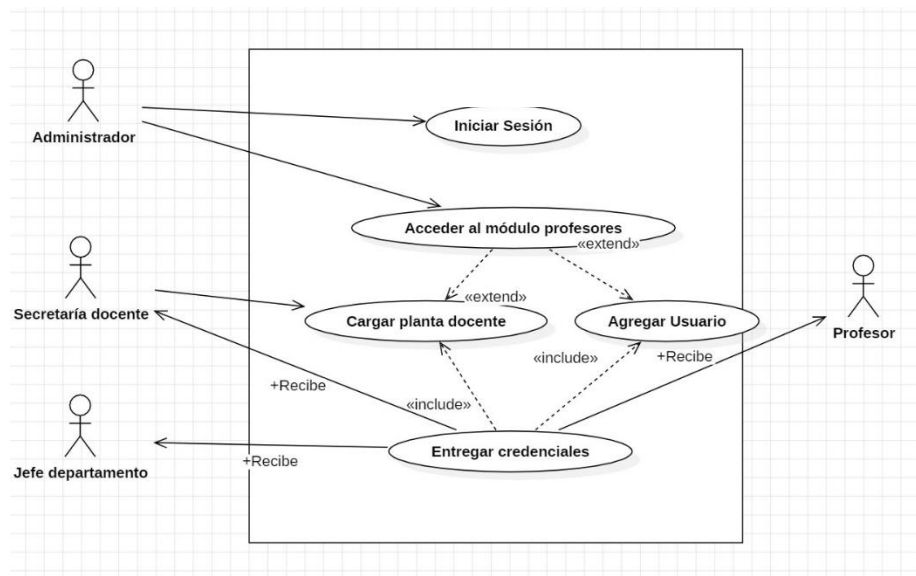 Administrador
Iniciar Sesión
Acceder al módulo profesores
«extend»
Secretaría docente
«extend»
Cargar planta docente
Agregar Usuario
Profesor
«include»
+Recibe
+Recibe
«include»
Entregar credenciales
+Recibe
Jefe departamento